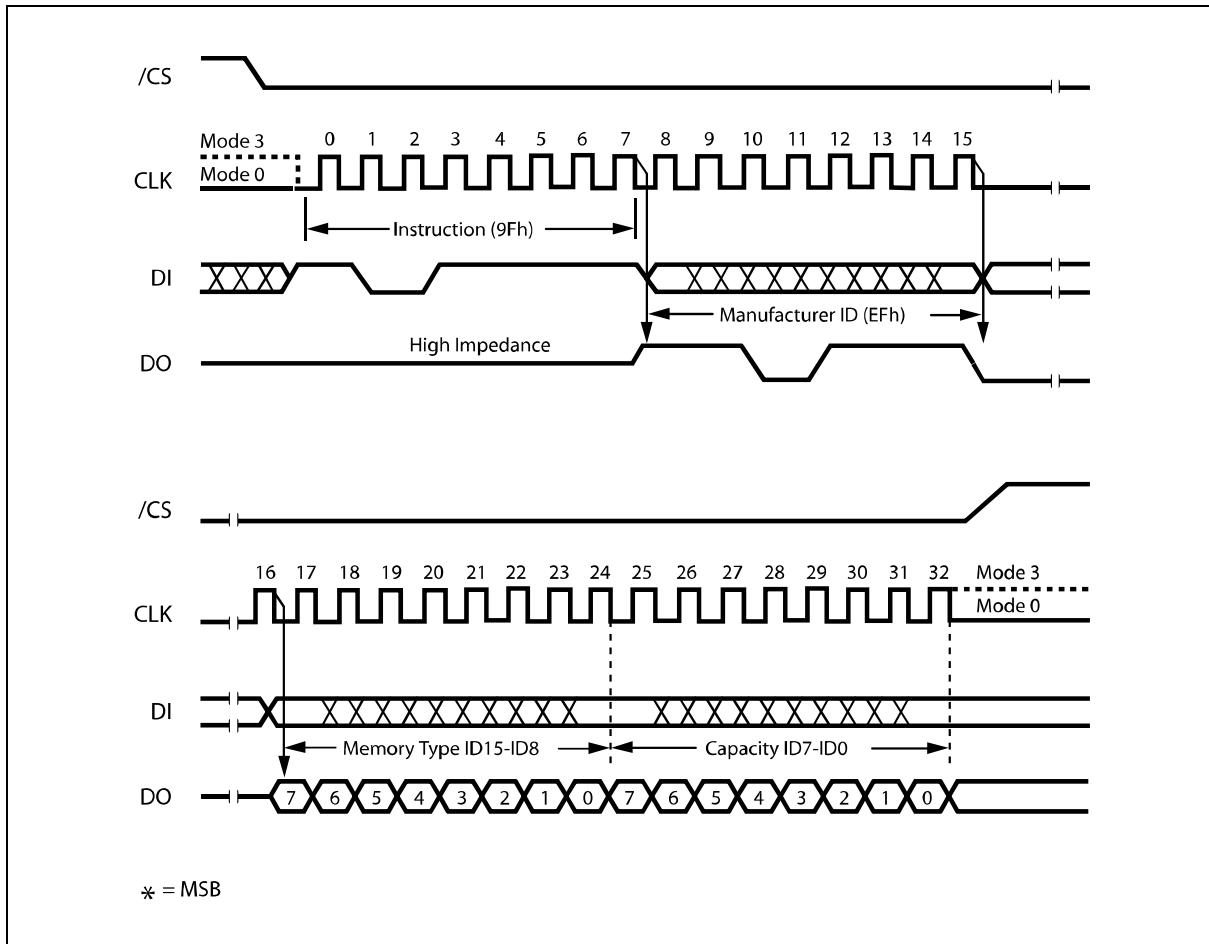 /CS
Mode 3
0 1 2 3 4 5 6 7 8 9 10 11 12 13 14 15
Mode 0
CLK
Instruction (9Fh)
DI
Manufacturer ID (EFh)
High Impedance
DO
/CS
16 17 18 19 20 21 22 23 24 25 26 27 28 29 30 31 32
Mode 3
Mode 0
CLK
DI
Memory Type ID15-ID8 Capacity ID7-ID0
DO 7 6 5 4 3 2 1 0 7 6 5 4 3 2 1 0
* = MSB